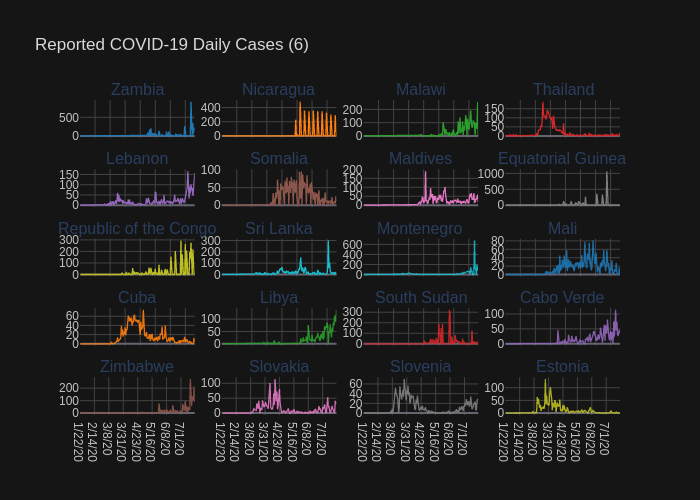 Reported COVID-19 Daily Cases (6)
Zambia Nicaragua Malawi Thailand
500 0 400 200 0 200 100 0 150 100 50 0
Lebanon Somalia Maldives Equatorial Guinea
150 100 50 0 100 50 0 200 150 100 50 0 1000 500 0
Republic of the Congo Sri Lanka Montenegro Mali
300 200 100 0 300 200 100 0 600 400 200 0 80 60 40 20 0
Cuba Libya South Sudan Cabo Verde
60 40 20 0 100 50 0 300 200 100 0 100 50 0
Zimbabwe Slovakia Slovenia Estonia
200 100 0 100 50 0 60 40 20 0 100 50 0
1/22/20 2/14/20 3/8/20 3/31/20 4/23/20 5/16/20 6/8/20 7/1/20 1/22/20 2/14/20 3/8/20 3/31/20 4/23/20 5/16/20 6/8/20 7/1/20 1/22/20 2/14/20 3/8/20 3/31/20 4/23/20 5/16/20 6/8/20 7/1/20 1/22/20 2/14/20 3/8/20 3/31/20 4/23/20 5/16/20 6/8/20 7/1/20